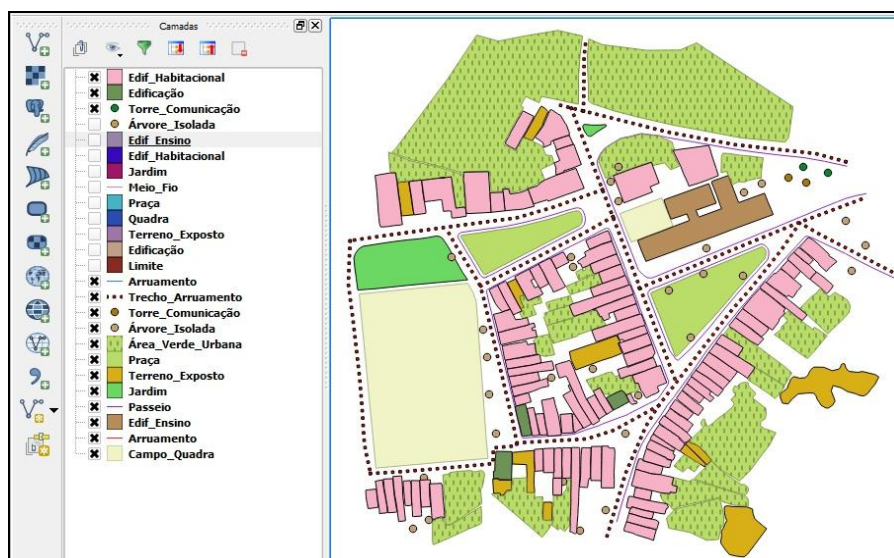 Camadas
Edif_Habitacional
Edificação
Torre_Comunicação
Árvore_Isolada
Edif_Ensino
Edif_Habitacional
Jardim
Meio_Fio
Praça
Quadra
Terreno_Exposto
Edificação
Limite
Arruamento
Trecho_Arruamento
Torre_Comunicação
Árvore_Isolada
Área_Verde_Urbana
Praça
Terreno_Exposto
Jardim
Passeio
Edif_Ensino
Arruamento
Campo_Quadra